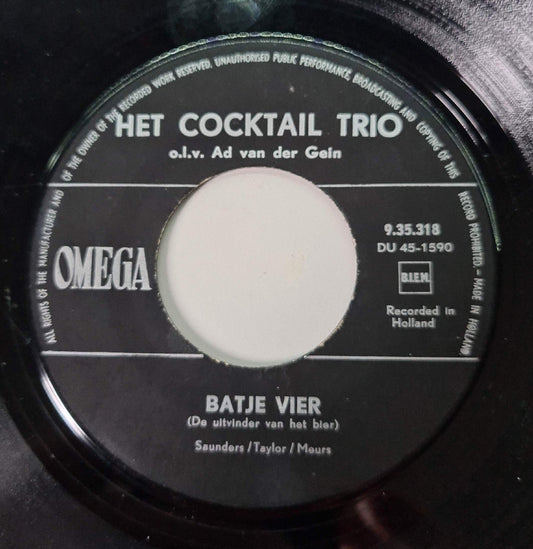 ALL RIGHTS OF THE MANUFACTURER AND OF THE OWNER OF THE RECORDED WORK RESERVED, UNAUTHORISED PUBLIC PERFORMANCE, BROADCASTING AND COPYING OF THIS RECORD PROHIBITED - MADE IN HOLLAND
HET COCKTAIL TRIO
o.l.v. Ad van der Gein
OMEGA
9.35.318
DU 45-1590
B.I.E.M.
Recorded in
Holland
BATJE VIER
(De uitvinder van het bier)
Saunders/Taylor/Meurs